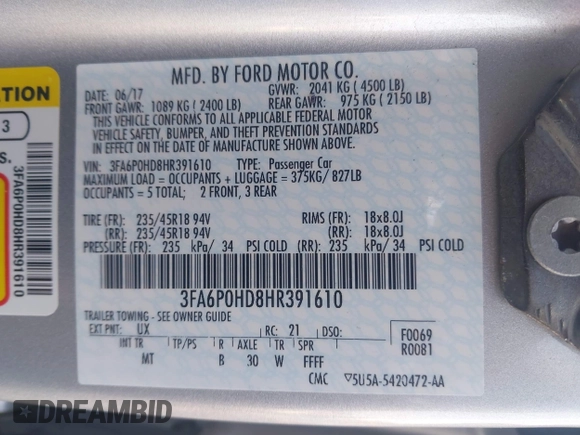 MFD. BY FORD MOTOR CO.
DATE: 06/17 GVWR: 2041 KG (4500 LB)
FRONT GAWR: 1089 KG (2400 LB) REAR GAWR: 975 KG (2150 LB)
THIS VEHICLE CONFORMS TO ALL APPLICABLE FEDERAL MOTOR
VEHICLE SAFETY, BUMPER, AND THEFT PREVENTION STANDARDS
IN EFFECT ON THE DATE OF MANUFACTURE SHOWN ABOVE.
VIN: 3FA6P0HD8HR391610 TYPE: Passenger Car
MAXIMUM LOAD = OCCUPANTS + LUGGAGE = 375KG/ 827LB
OCCUPANTS = 5 TOTAL; 2 FRONT, 3 REAR
TIRE (FR): 235/45R18 94V RIMS (FR): 18x8.0J
(RR): 235/45R18 94V (RR): 18x8.0J
PRESSURE (FR): 235 kPa/ 34 PSI COLD (RR): 235 kPa/ 34 PSI COLD
3FA6P0HD8HR391610
TRAILER TOWING - SEE OWNER GUIDE
EXT PNT: UX RC: 21 DSO: F0069
INT TR TP/PS R AXLE TR SPR R0081
MT B 30 W FFFF
CMC ▽5U5A-5420472-AA
ATION
3
S.
3FA6P0HD8HR391610
DREAMBID